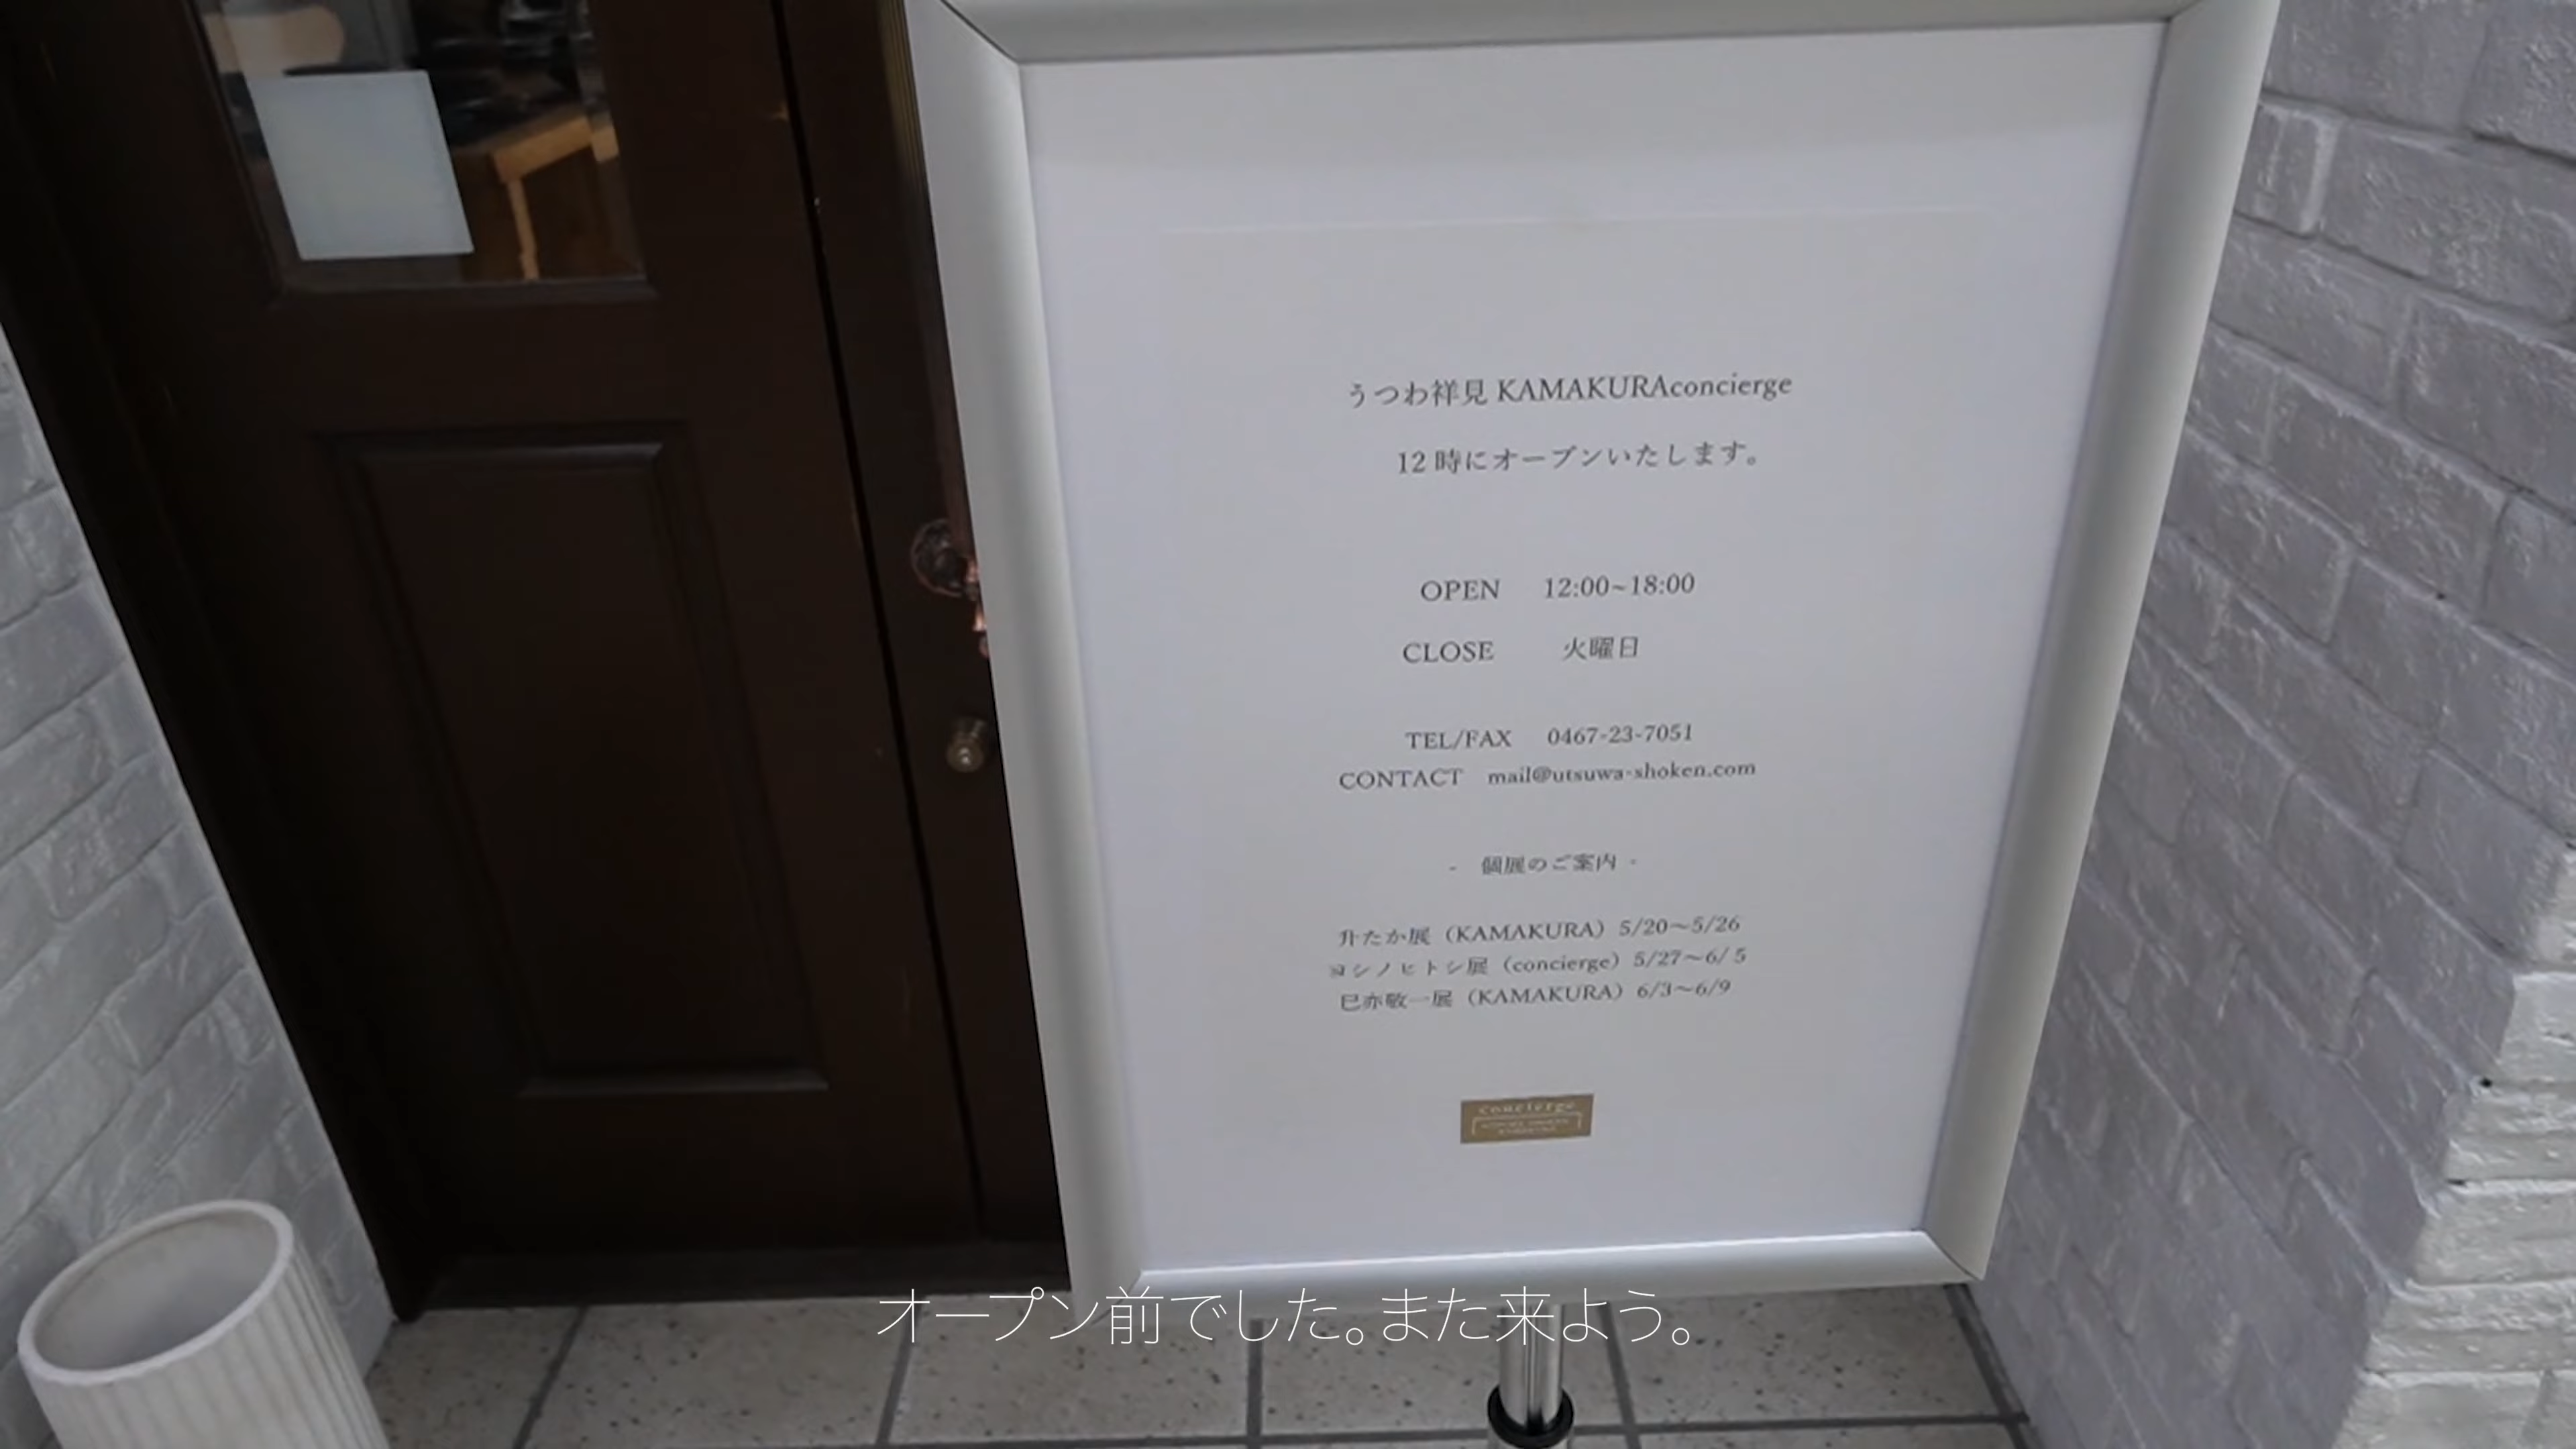 うつわ祥見 KAMAKURAconcierge
12時にオープンいたします。
OPEN 12:00~18:00
CLOSE 火曜日
TEL/FAX 0467-23-7051
CONTACT mail@utsuwa-shoken.com
- 個展のご案内 -
升たか展（KAMAKURA）5/20〜5/26
ヨシノヒトシ展（concierge）5/27〜6/5
巳亦敬一展（KAMAKURA）6/3〜6/9
concierge
オープン前でした。また来よう。